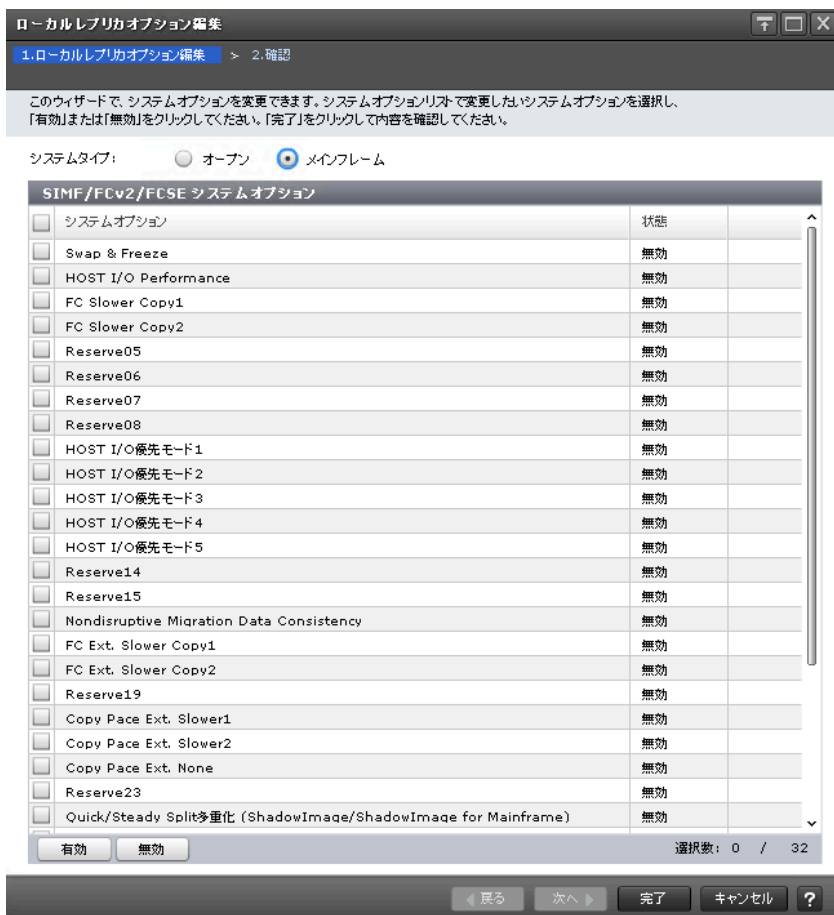 ローカルレプリカオプション編集
1.ローカルレプリカオプション編集 > 2.確認
このウィザードで、システムオプションを変更できます。システムオプションリストで変更したいシステムオプションを選択し、
「有効」または「無効」をクリックしてください。「完了」をクリックして内容を確認してください。
システムタイプ: オープン メインフレーム
SIMF/FCv2/FCSE システムオプション
システムオプション 状態
Swap & Freeze 無効
HOST I/O Performance 無効
FC Slower Copy1 無効
FC Slower Copy2 無効
Reserve05 無効
Reserve06 無効
Reserve07 無効
Reserve08 無効
HOST I/O優先モード1 無効
HOST I/O優先モード2 無効
HOST I/O優先モード3 無効
HOST I/O優先モード4 無効
HOST I/O優先モード5 無効
Reserve14 無効
Reserve15 無効
Nondisruptive Migration Data Consistency 無効
FC Ext. Slower Copy1 無効
FC Ext. Slower Copy2 無効
Reserve19 無効
Copy Pace Ext. Slower1 無効
Copy Pace Ext. Slower2 無効
Copy Pace Ext. None 無効
Reserve23 無効
Quick/Steady Split多重化 (ShadowImage/ShadowImage for Mainframe) 無効
有効 無効 選択数: 0 / 32
戻る 次へ 完了 キャンセル ?